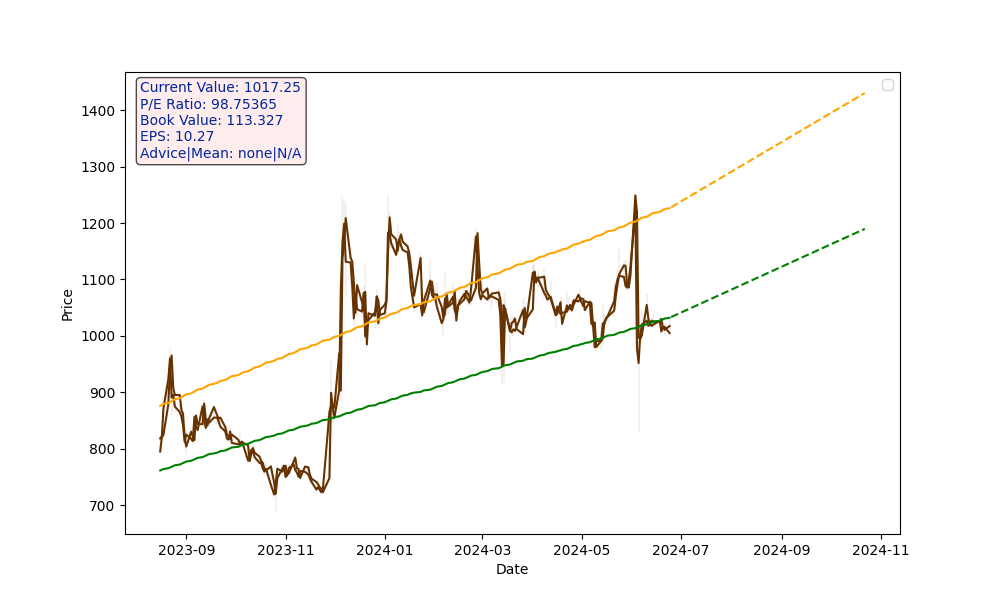 Current Value: 1017.25
P/E Ratio: 98.75365
Book Value: 113.327
EPS: 10.27
Advice|Mean: none|N/A
1400
1300
1200
1100
1000
900
800
700
Price
2023-09 2023-11 2024-01 2024-03 2024-05 2024-07 2024-09 2024-11
Date